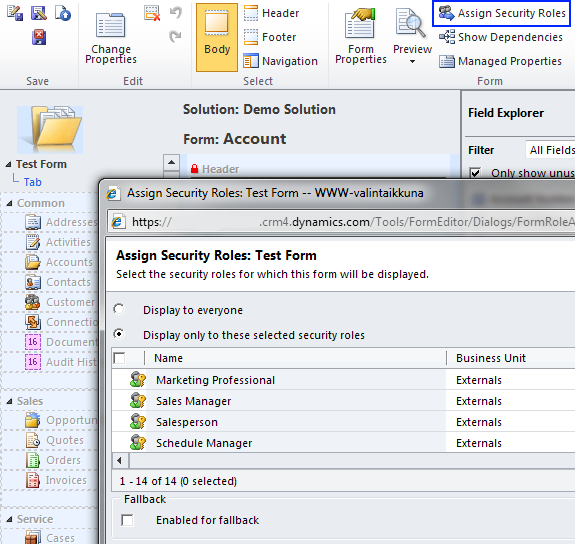 Header
Assign Security Roles
Footer
Show Dependencies
Change Properties
Body
Navigation
Form Properties
Preview
Managed Properties
Save
Edit
Select
Form
Solution: Demo Solution
Field Explorer
Form: Account
Filter
All Fields
Test Form
Header
Only show unus
Tab
Common
Assign Security Roles: Test Form -- WWW-valintaikkuna
Addresses
https:// .crm4.dynamics.com/Tools/FormEditor/Dialogs/FormRoleA
Activities
Accounts
Assign Security Roles: Test Form
Contacts
Select the security roles for which this form will be displayed.
Customer
Connectio
Display to everyone
16 Document
Display only to these selected security roles
16 Audit Hist
Name Business Unit
Marketing Professional Externals
Sales
Sales Manager Externals
Opportun
Salesperson Externals
Quotes
Schedule Manager Externals
Orders
Invoices
1 - 14 of 14 (0 selected)
Fallback
Service
Enabled for fallback
Cases